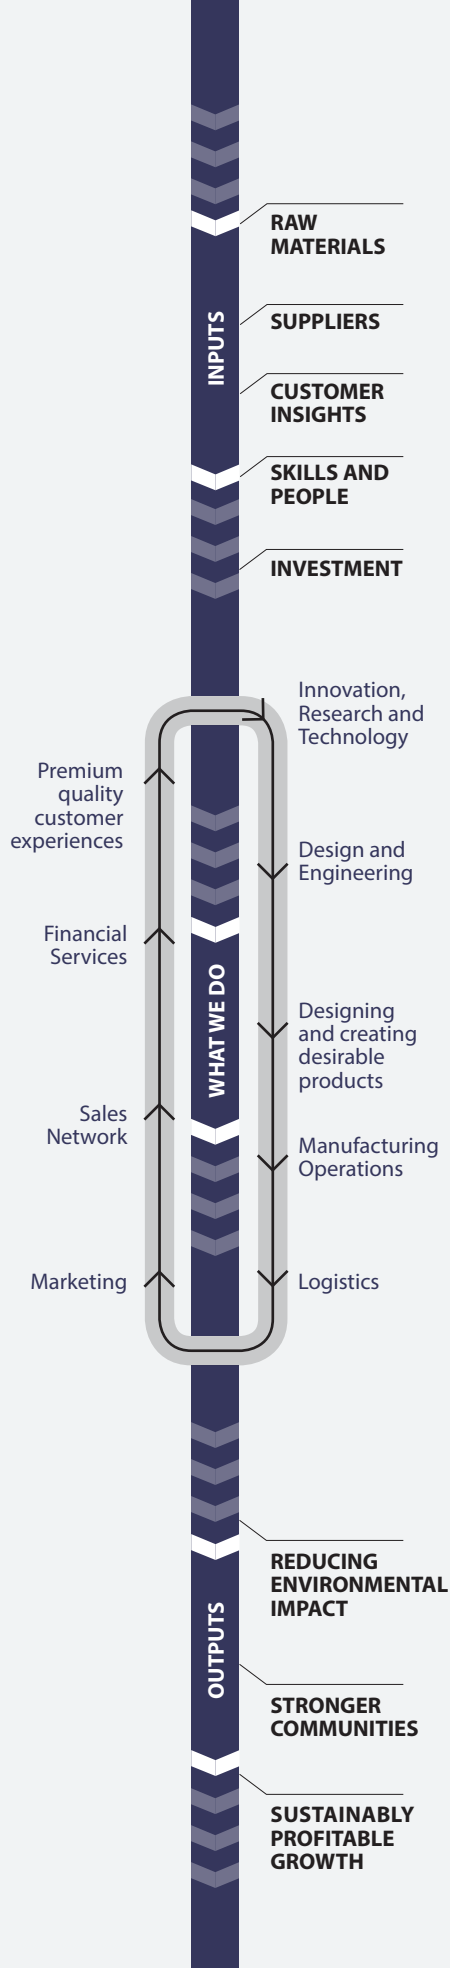 RAW
MATERIALS
INPUTS
SUPPLIERS
CUSTOMER
INSIGHTS
SKILLS AND
PEOPLE
INVESTMENT
Innovation,
Research and
Technology
Design and
Engineering
Designing
and creating
desirable
products
Manufacturing
Operations
Logistics
Marketing
Sales
Network
Financial
Services
Premium
quality
customer
experiences
WHAT WE DO
OUTPUTS
REDUCING
ENVIRONMENTAL
IMPACT
STRONGER
COMMUNITIES
SUSTAINABLY
PROFITABLE
GROWTH